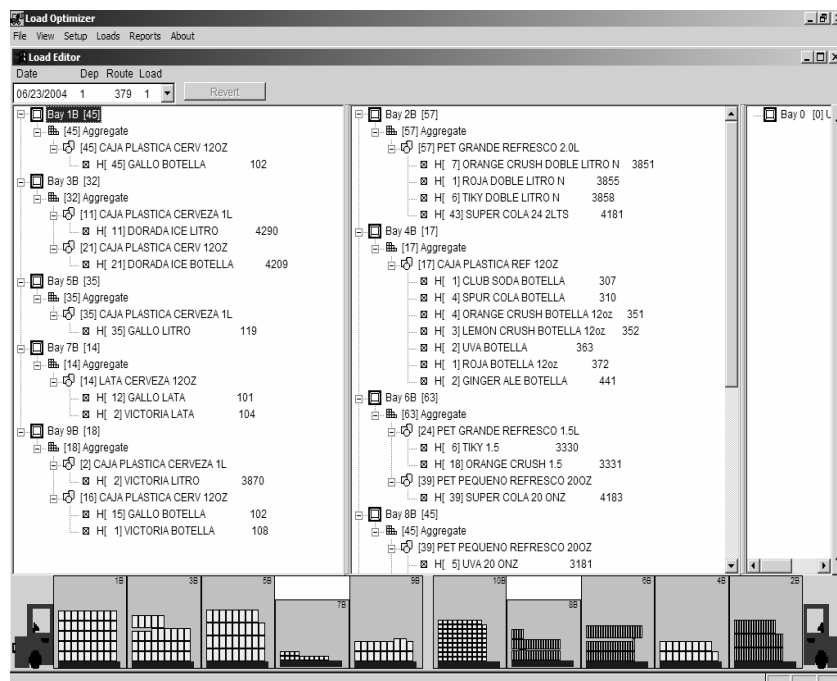 Load Optimizer
File View Setup Loads Reports About
Load Editor
Date Dep Route Load
06/23/2004 1 379 1 Revert
Bay 1B [45]
[45] Aggregate
[45] CAJA PLASTICA CERV 12OZ
H[ 45] GALLO BOTELLA 102
Bay 3B [32]
[32] Aggregate
[11] CAJA PLASTICA CERVEZA 1L
H[ 11] DORADA ICE LITRO 4290
[21] CAJA PLASTICA CERV 12OZ
H[ 21] DORADA ICE BOTELLA 4209
Bay 5B [35]
[35] Aggregate
[35] CAJA PLASTICA CERVEZA 1L
H[ 35] GALLO LITRO 119
Bay 7B [14]
[14] Aggregate
[14] LATA CERVEZA 12OZ
H[ 12] GALLO LATA 101
H[ 2] VICTORIA LATA 104
Bay 9B [18]
[18] Aggregate
[2] CAJA PLASTICA CERVEZA 1L
H[ 2] VICTORIA LITRO 3870
[16] CAJA PLASTICA CERV 12OZ
H[ 15] GALLO BOTELLA 102
H[ 1] VICTORIA BOTELLA 108
Bay 2B [57]
[57] Aggregate
[57] PET GRANDE REFRESCO 2.0L
H[ 7] ORANGE CRUSH DOBLE LITRO N 3851
H[ 1] ROJA DOBLE LITRO N 3855
H[ 6] TIKY DOBLE LITRO N 3858
H[ 43] SUPER COLA 24 2LTS 4181
Bay 4B [17]
[17] Aggregate
[17] CAJA PLASTICA REF 12OZ
H[ 1] CLUB SODA BOTELLA 307
H[ 4] SPUR COLA BOTELLA 310
H[ 4] ORANGE CRUSH BOTELLA 12oz 351
H[ 3] LEMON CRUSH BOTELLA 12oz 352
H[ 2] UVA BOTELLA 363
H[ 1] ROJA BOTELLA 12oz 372
H[ 2] GINGER ALE BOTELLA 441
Bay 6B [63]
[63] Aggregate
[24] PET GRANDE REFRESCO 1.5L
H[ 6] TIKY 1.5 3330
H[ 18] ORANGE CRUSH 1.5 3331
[39] PET PEQUENO REFRESCO 20OZ
H[ 39] SUPER COLA 20 ONZ 4183
Bay 8B [45]
[45] Aggregate
[39] PET PEQUENO REFRESCO 20OZ
H[ 5] UVA 20 ONZ 3181
Bay 0 [0] U
1B 3B 5B 7B 9B 10B 8B 6B 4B 2B